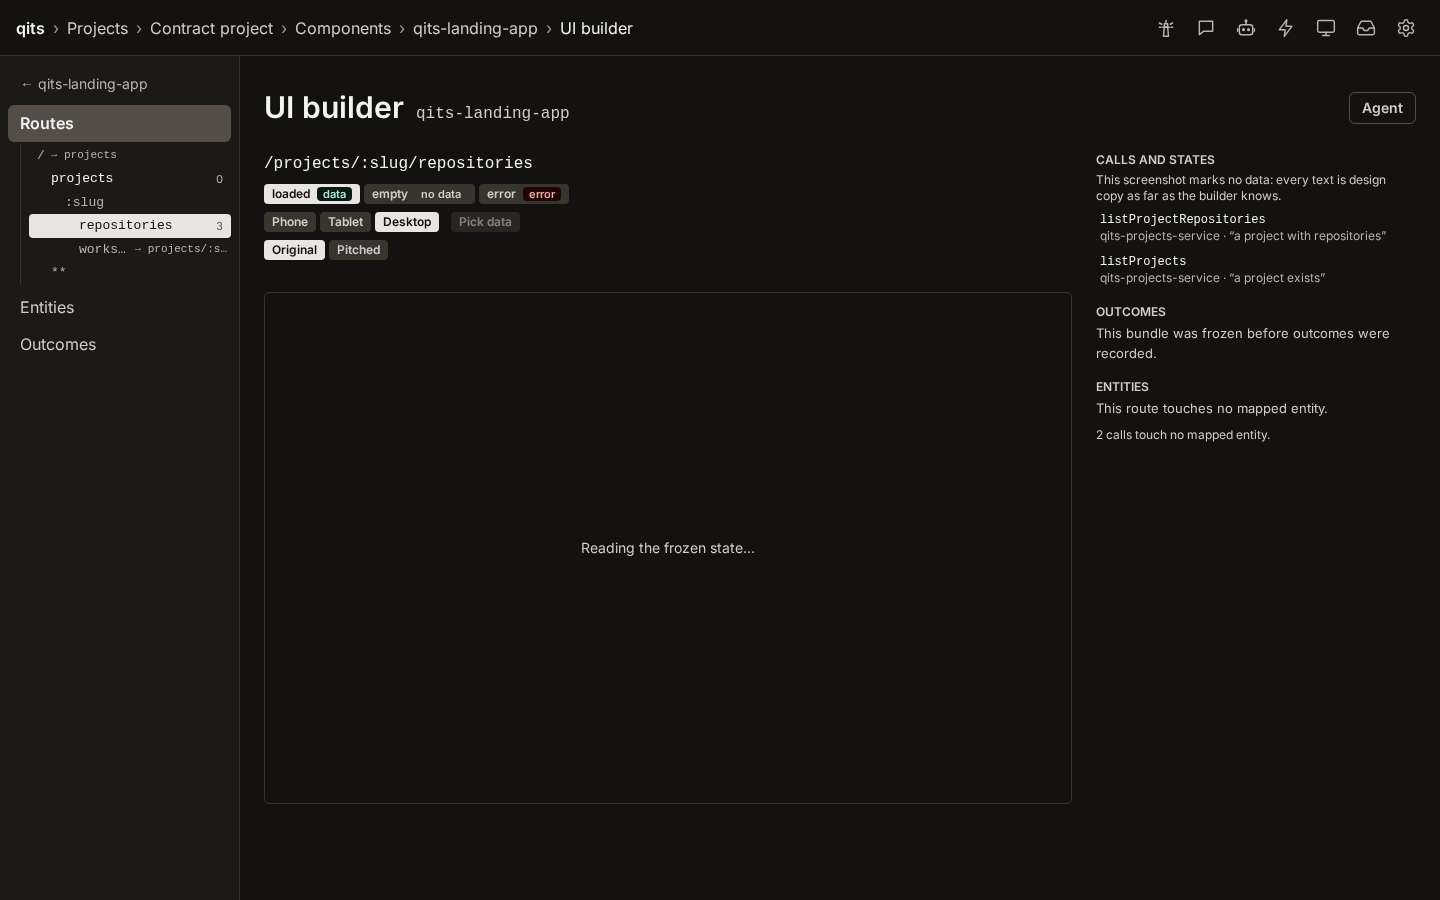 qits › Projects › Contract project › Components › qits-landing-app › UI builder
← qits-landing-app
Routes
/ → projects
projects 0
:slug
repositories 3
works… → projects/:s…
**
Entities
Outcomes
UI builder qits-landing-app
Agent
/projects/:slug/repositories
loaded data empty no data error error
Phone Tablet Desktop Pick data
Original Pitched
Reading the frozen state…
CALLS AND STATES
This screenshot marks no data: every text is design
copy as far as the builder knows.
listProjectRepositories
qits-projects-service · “a project with repositories”
listProjects
qits-projects-service · “a project exists”
OUTCOMES
This bundle was frozen before outcomes were
recorded.
ENTITIES
This route touches no mapped entity.
2 calls touch no mapped entity.